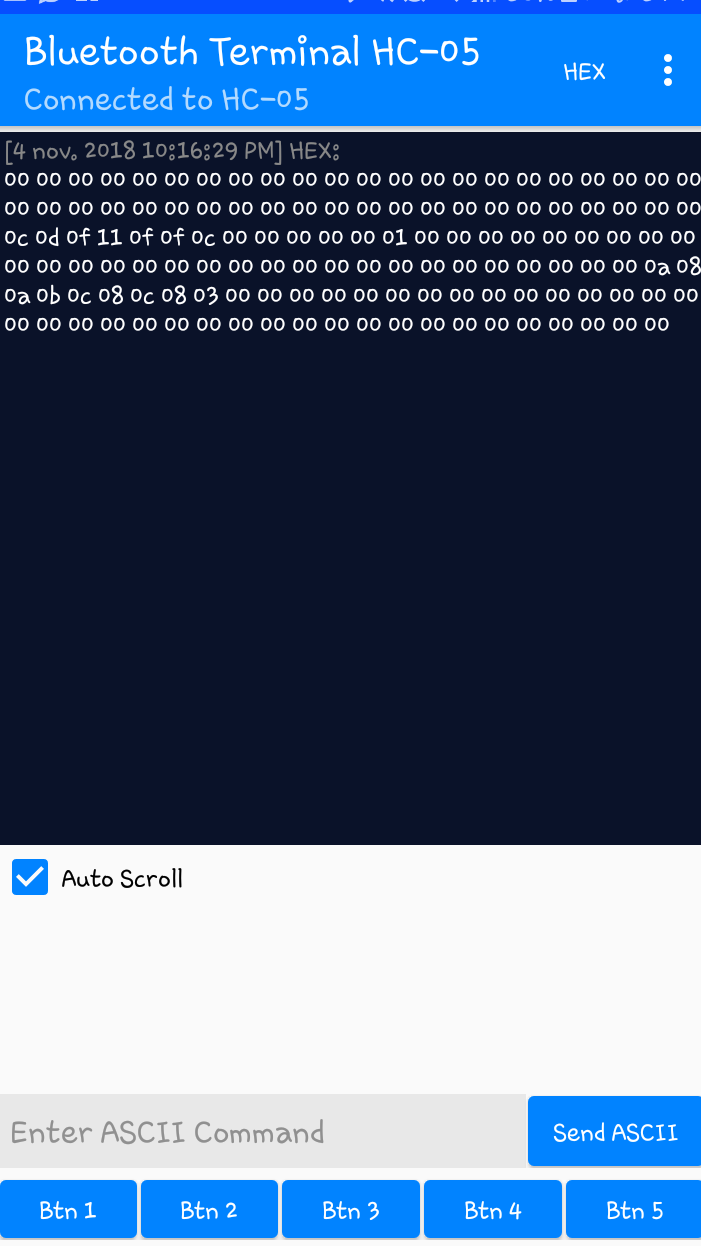 Bluetooth Terminal HC-05
Connected to HC-05
HEX
[4 nov. 2018 10:16:29 PM] HEX:
00 00 00 00 00 00 00 00 00 00 00 00 00 00 00 00 00 00 00 00 00 00
00 00 00 00 00 00 00 00 00 00 00 00 00 00 00 00 00 00 00 00 00 00
0c 0d 0f 11 0f 0f 0c 00 00 00 00 00 01 00 00 00 00 00 00 00 00 00
00 00 00 00 00 00 00 00 00 00 00 00 00 00 00 00 00 00 00 00 0a 08
0a 0b 0c 08 0c 08 03 00 00 00 00 00 00 00 00 00 00 00 00 00 00 00
00 00 00 00 00 00 00 00 00 00 00 00 00 00 00 00 00 00 00 00 00
Auto Scroll
Enter ASCII Command
Send ASCII
Btn 1
Btn 2
Btn 3
Btn 4
Btn 5